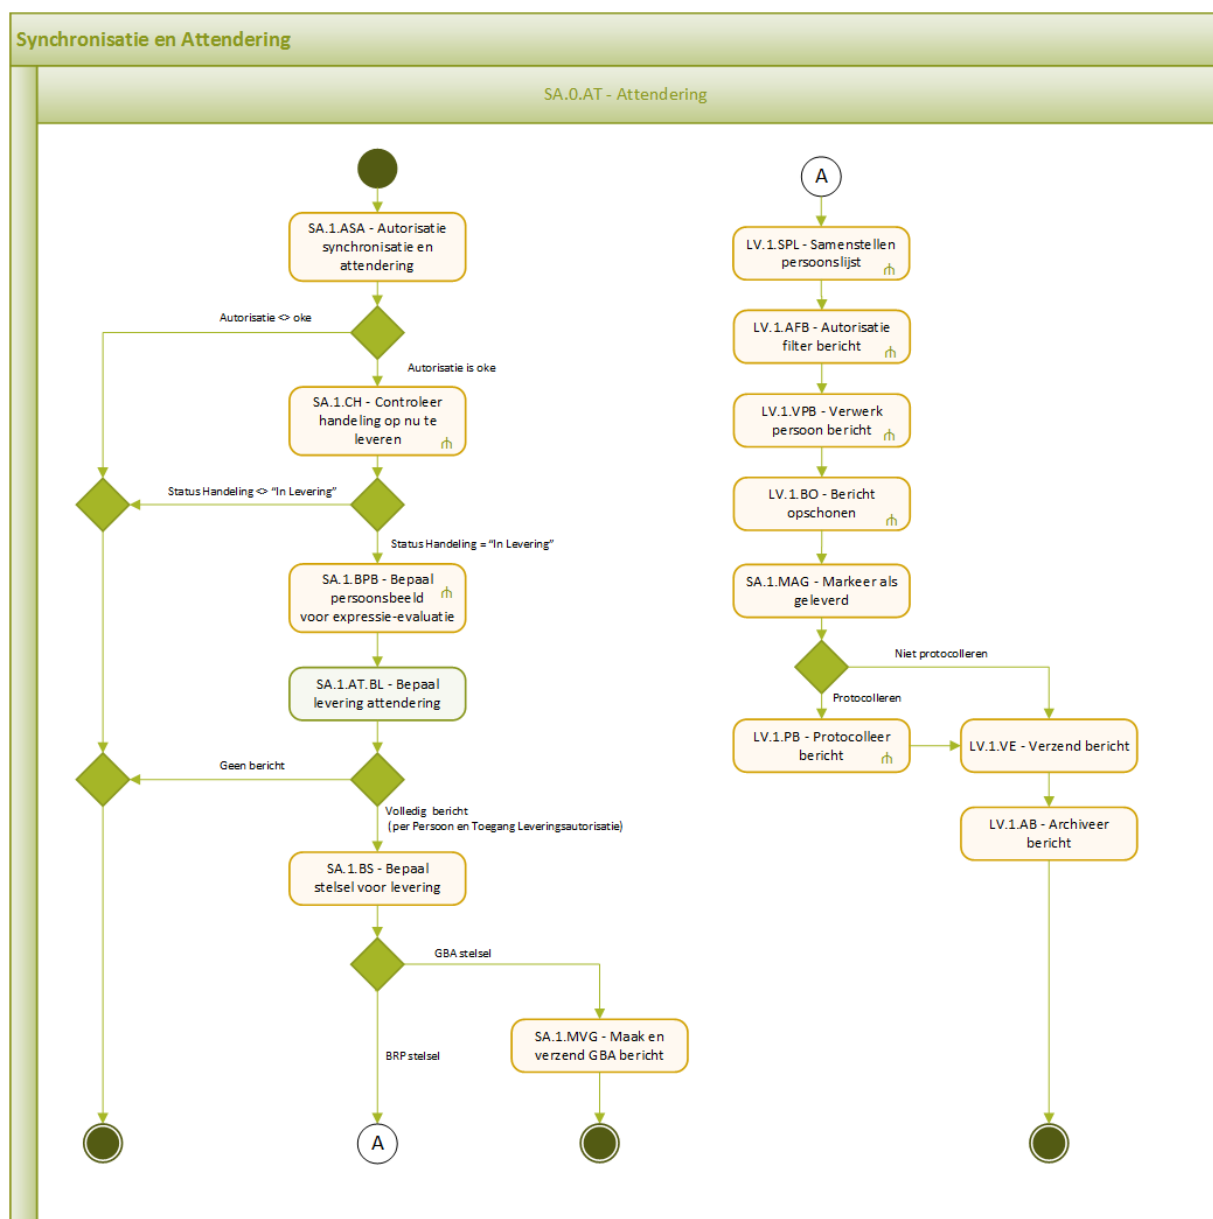 Synchronisatie en Attendering
SA.0.AT - Attendering
SA.1.ASA - Autorisatie
synchronisatie en
attendering
Autorisatie <> oke
Autorisatie is oke
SA.1.CH - Controleer
handeling op nu te
leveren
Status Handeling <> “In Levering”
Status Handeling = “In Levering”
SA.1.BPB - Bepaal
persoonsbeeld
voor expressie-evaluatie
SA.1.AT.BL - Bepaal
levering attendering
Geen bericht
Volledig bericht
(per Persoon en Toegang Leveringsautorisatie)
SA.1.BS - Bepaal
stelsel voor levering
GBA stelsel
BRP stelsel
SA.1.MVG - Maak en
verzend GBA bericht
A
A
LV.1.SPL - Samenstellen
persoonslijst
LV.1.AFB - Autorisatie
filter bericht
LV.1.VPB - Verwerk
persoon bericht
LV.1.BO - Bericht
opschonen
SA.1.MAG - Markeer als
geleverd
Niet protocolleren
Protocolleren
LV.1.PB - Protocolleer
bericht
LV.1.VE - Verzend bericht
LV.1.AB - Archiveer
bericht